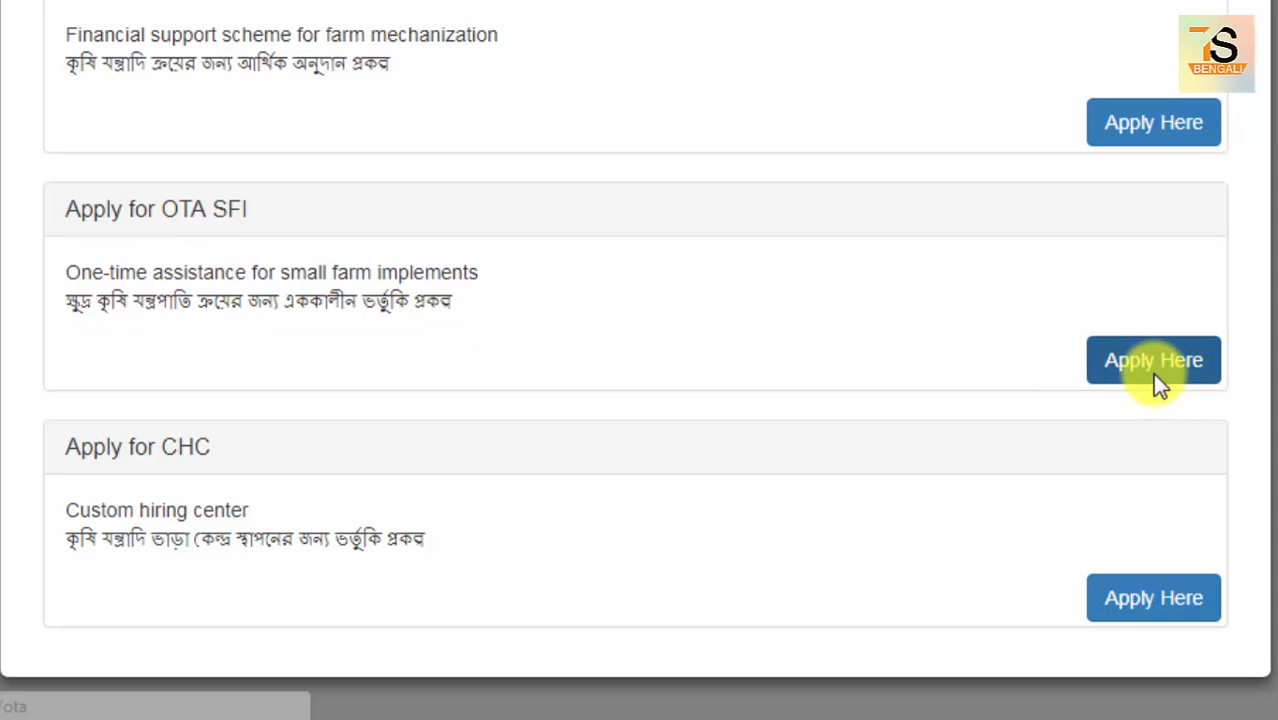 Financial support scheme for farm mechanization
কৃষি যন্ত্রাদি ক্রয়ের জন্য আর্থিক অনুদান প্রকল্প
7S
BENGALI
Apply Here
Apply for OTA SFI
One-time assistance for small farm implements
ক্ষুদ্র কৃষি যন্ত্রপাতি ক্রয়ের জন্য এককালীন ভর্তুকি প্রকল্প
Apply Here
Apply for CHC
Custom hiring center
কৃষি যন্ত্রাদি ভাড়া কেন্দ্র স্থাপনের জন্য ভর্তুকি প্রকল্প
Apply Here
/ota